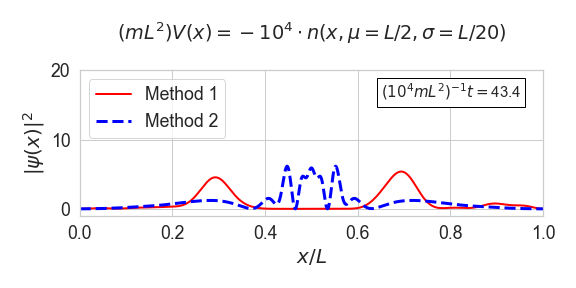 (mL²)V(x) = −10⁴ · n(x, μ = L/2, σ = L/20)
20
10
0
|ψ(x)|²
Method 1
Method 2
(10⁴mL²)⁻¹t = 43.4
0.0 0.2 0.4 0.6 0.8 1.0
x/L